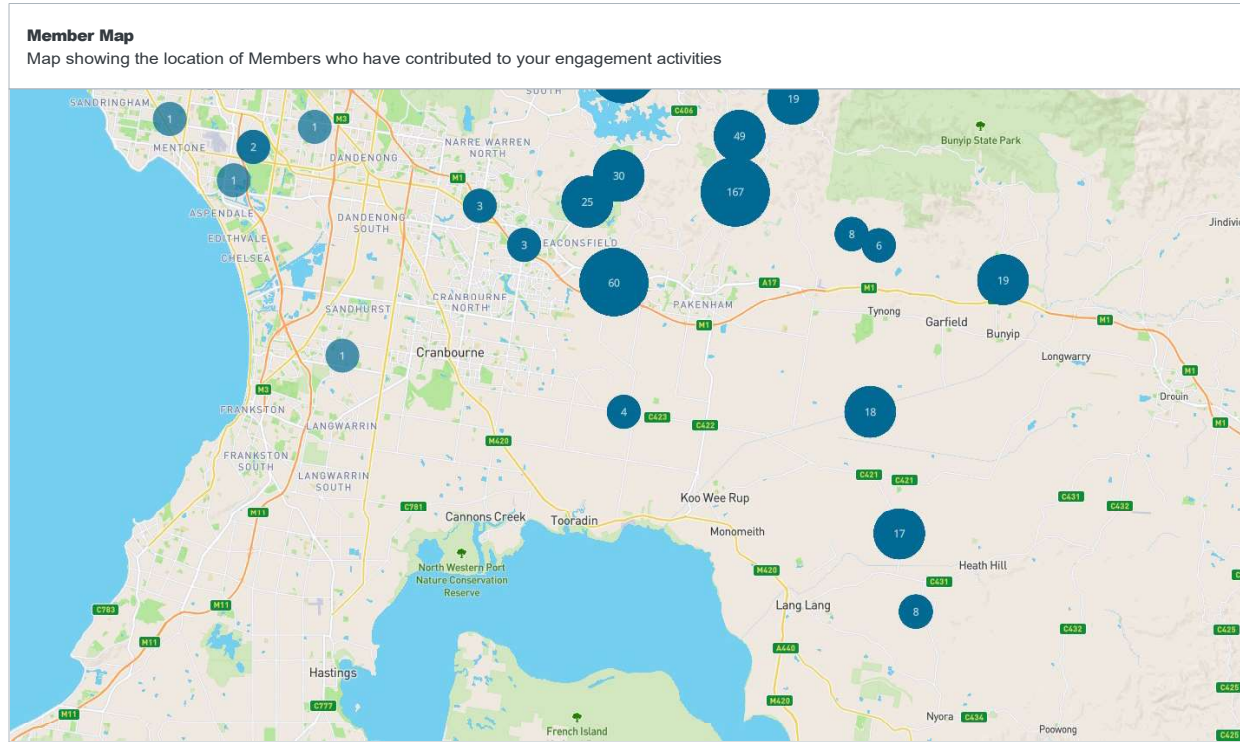 Member Map
Map showing the location of Members who have contributed to your engagement activities
SOUTH
SANDRINGHAM
19
C406
1
M3
1
49
Bunyip State Park
MENTONE
2
NARRE WARREN
NORTH
DANDENONG
M1
30
1
167
25
3
ASPENDALE
DANDENONG
SOUTH
Jindivic
8
6
EDITHVALE
3
EACONSFIELD
CHELSEA
60
A17
M1
19
CRANBOURNE
NORTH
SANDHURST
PAKENHAM
Tynong
Garfield
M1
M1
Bunyip
Cranbourne
1
Longwarry
M1
M3
Drouin
FRANKSTON
4
C423
18
LANGWARRIN
C422
M1
M420
FRANKSTON
SOUTH
LANGWARRIN
SOUTH
C421
C421
Koo Wee Rup
C431
C432
C781
M11
Cannons Creek
Tooradin
Monomeith
17
North Western Port
Nature Conservation
Reserve
Heath Hill
M420
C431
C783
M11
Lang Lang
8
C432
C425
M11
A440
Hastings
C425
M420
C777
M11
Nyora
C434
French Island
Poowong
C425